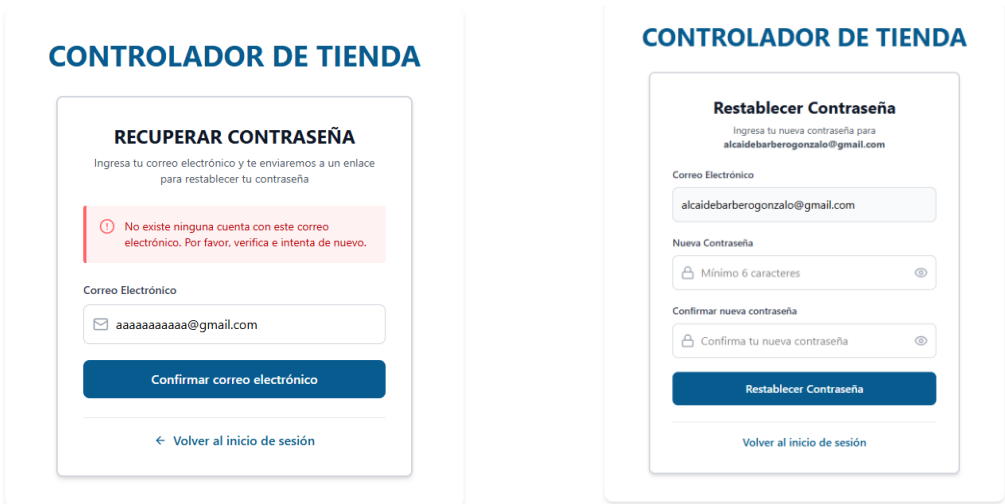 CONTROLADOR DE TIENDA
RECUPERAR CONTRASEÑA
Ingresa tu correo electrónico y te enviaremos a un enlace
para restablecer tu contraseña
No existe ninguna cuenta con este correo
electrónico. Por favor, verifica e intenta de nuevo.
Correo Electrónico
aaaaaaaaaaa@gmail.com
Confirmar correo electrónico
← Volver al inicio de sesión
CONTROLADOR DE TIENDA
Restablecer Contraseña
Ingresa tu nueva contraseña para
alcaidebarberogonzalo@gmail.com
Correo Electrónico
alcaidebarberogonzalo@gmail.com
Nueva Contraseña
Mínimo 6 caracteres
Confirmar nueva contraseña
Confirma tu nueva contraseña
Restablecer Contraseña
Volver al inicio de sesión